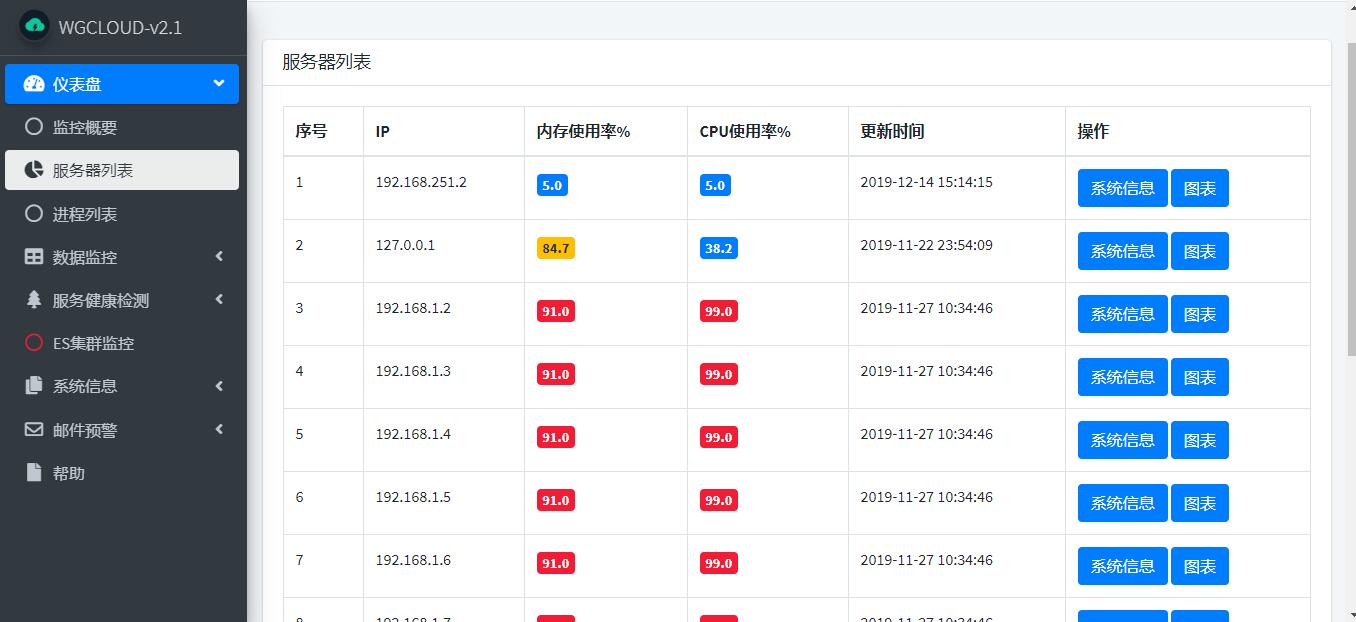 WGCLOUD-v2.1
仪表盘
监控概要
服务器列表
进程列表
数据监控
服务健康检测
ES集群监控
系统信息
邮件预警
帮助
服务器列表
序号 IP 内存使用率% CPU使用率% 更新时间 操作
1 192.168.251.2 5.0 5.0 2019-12-14 15:14:15 系统信息 图表
2 127.0.0.1 84.7 38.2 2019-11-22 23:54:09 系统信息 图表
3 192.168.1.2 91.0 99.0 2019-11-27 10:34:46 系统信息 图表
4 192.168.1.3 91.0 99.0 2019-11-27 10:34:46 系统信息 图表
5 192.168.1.4 91.0 99.0 2019-11-27 10:34:46 系统信息 图表
6 192.168.1.5 91.0 99.0 2019-11-27 10:34:46 系统信息 图表
7 192.168.1.6 91.0 99.0 2019-11-27 10:34:46 系统信息 图表